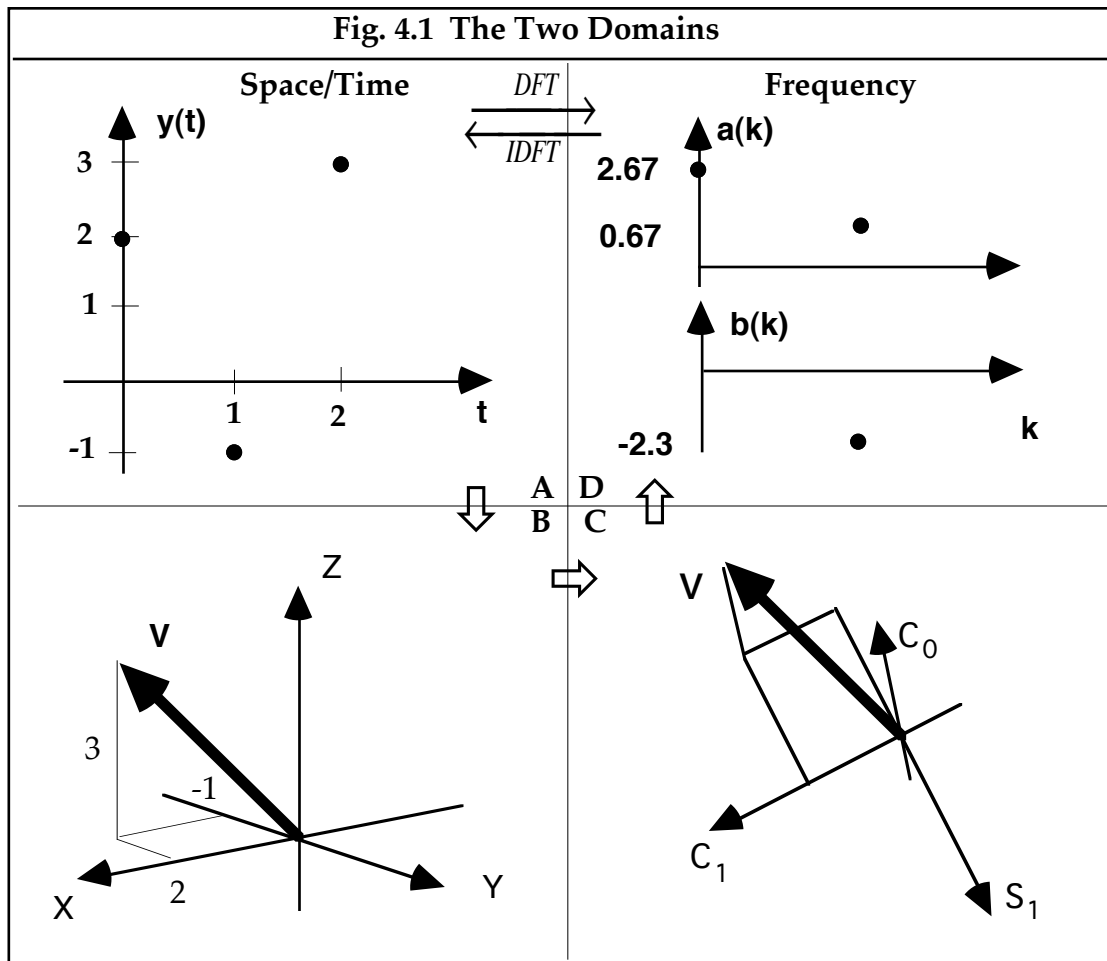 Fig. 4.1 The Two Domains
Space/Time
DFT
IDFT
Frequency
y(t)
3
2
1
-1
1
2
t
a(k)
2.67
0.67
b(k)
-2.3
k
A D
B C
Z
V
3
-1
X
2
Y
V
C0
C1
S1